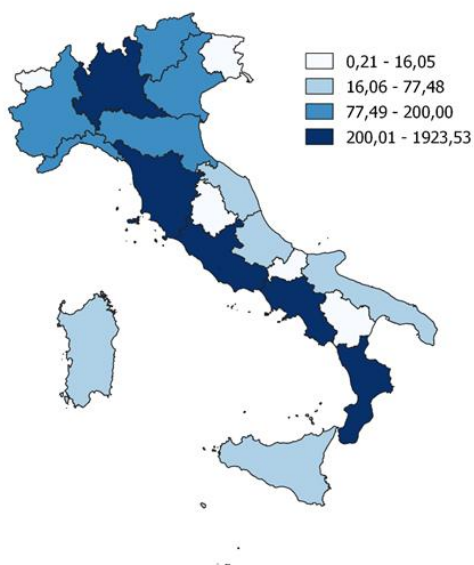 0,21 - 16,05
16,06 - 77,48
77,49 - 200,00
200,01 - 1923,53